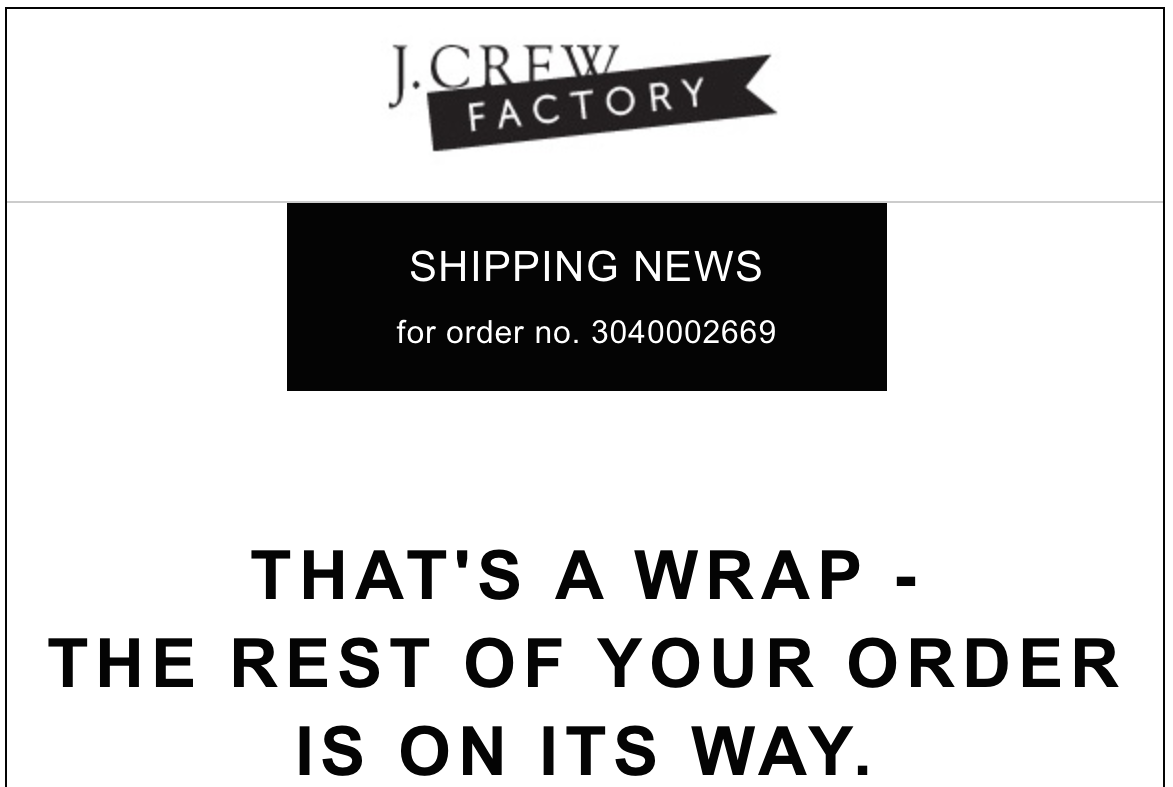 J.CREW
FACTORY
SHIPPING NEWS
for order no. 3040002669
THAT'S A WRAP -
THE REST OF YOUR ORDER
IS ON ITS WAY.